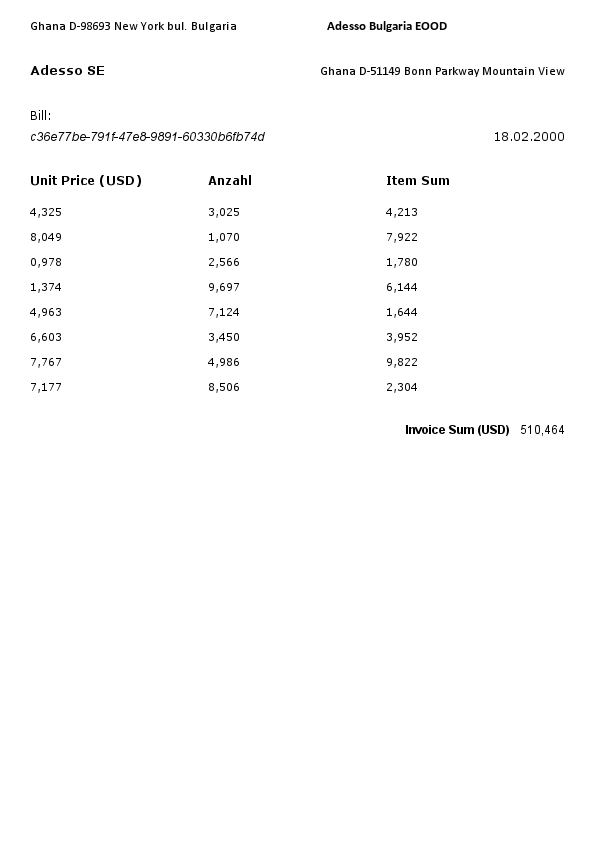 Ghana D-98693 New York bul. Bulgaria Adesso Bulgaria EOOD
Adesso SE Ghana D-51149 Bonn Parkway Mountain View
Bill:
c36e77be-791f-47e8-9891-60330b6fb74d 18.02.2000
Unit Price (USD) Anzahl Item Sum
4,325 3,025 4,213
8,049 1,070 7,922
0,978 2,566 1,780
1,374 9,697 6,144
4,963 7,124 1,644
6,603 3,450 3,952
7,767 4,986 9,822
7,177 8,506 2,304
Invoice Sum (USD) 510,464